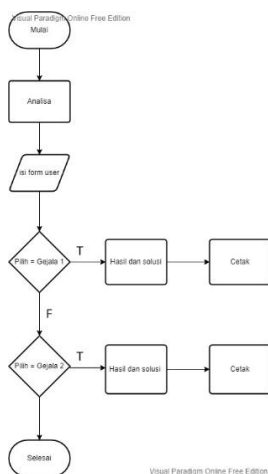 Visual Paradigm Online Free Edition
Mulai
Analisa
isi form user
Pilih = Gejala 1
T
Hasil dan solusi
Cetak
F
Pilih = Gejala 2
T
Hasil dan solusi
Cetak
Selesai
Visual Paradigm Online Free Edition